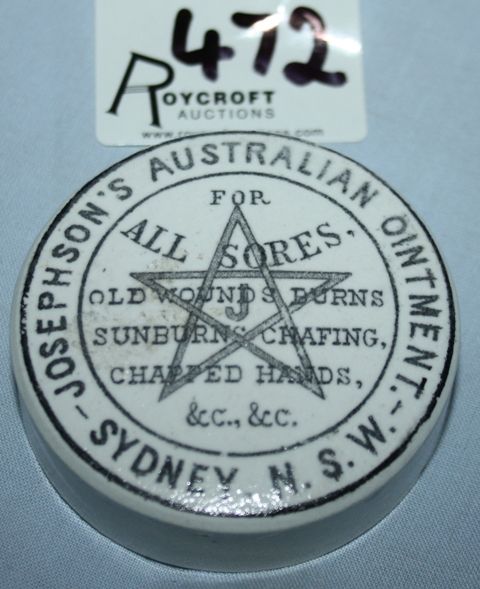 472
ROYCROFT
AUCTIONS
JOSEPHSON'S AUSTRALIAN OINTMENT.-
-SYDNEY, N.S.W.
FOR
ALL SORES,
OLD WOUNDS BURNS
J
SUNBURNS CHAFING,
CHAPPED HANDS,
&c., &c.